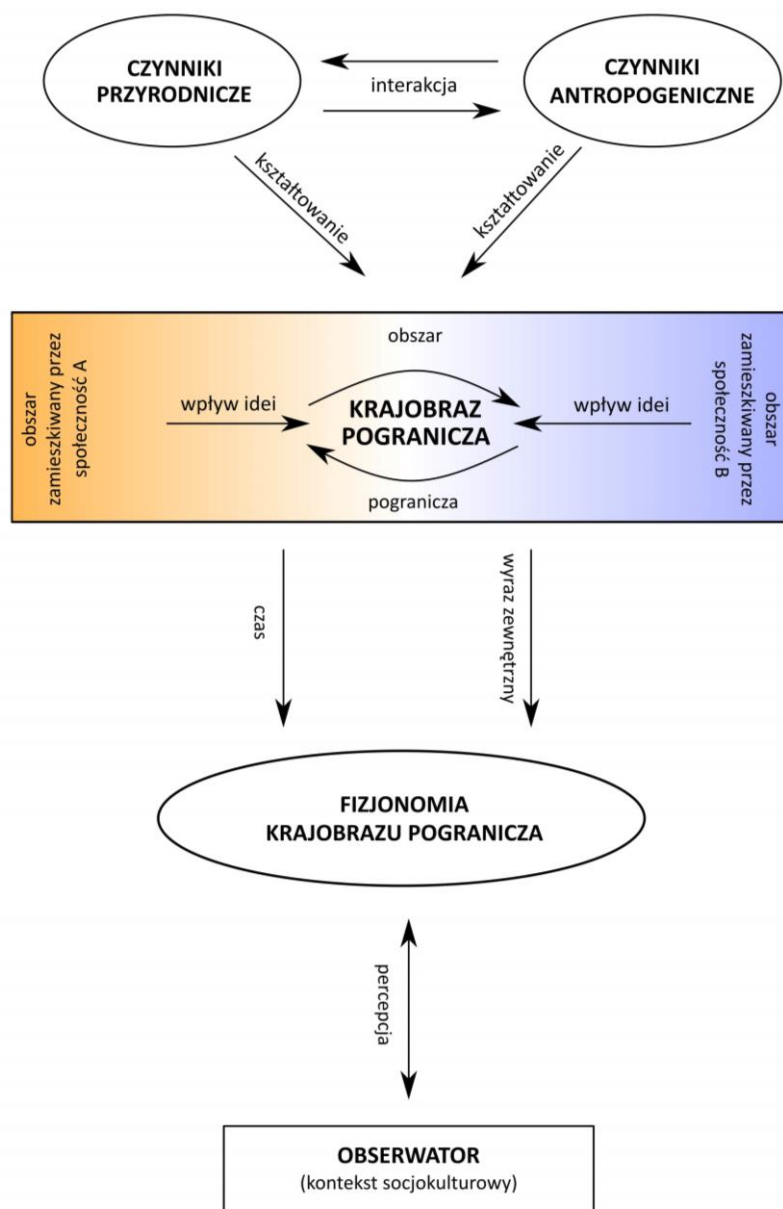 CZYNNIKI
PRZYRODNICZE
interakcja
CZYNNIKI
ANTROPOGENICZNE
kształtowanie
kształtowanie
obszar
zamieszkiwany przez
społeczność A
wpływ idei
obszar
KRAJOBRAZ
POGRANICZA
pogranicza
wpływ idei
obszar
zamieszkiwany przez
społeczność B
czas
wyraz zewnętrzny
FIZJONOMIA
KRAJOBRAZU POGRANICZA
percepcja
OBSERWATOR
(kontekst socjokulturowy)